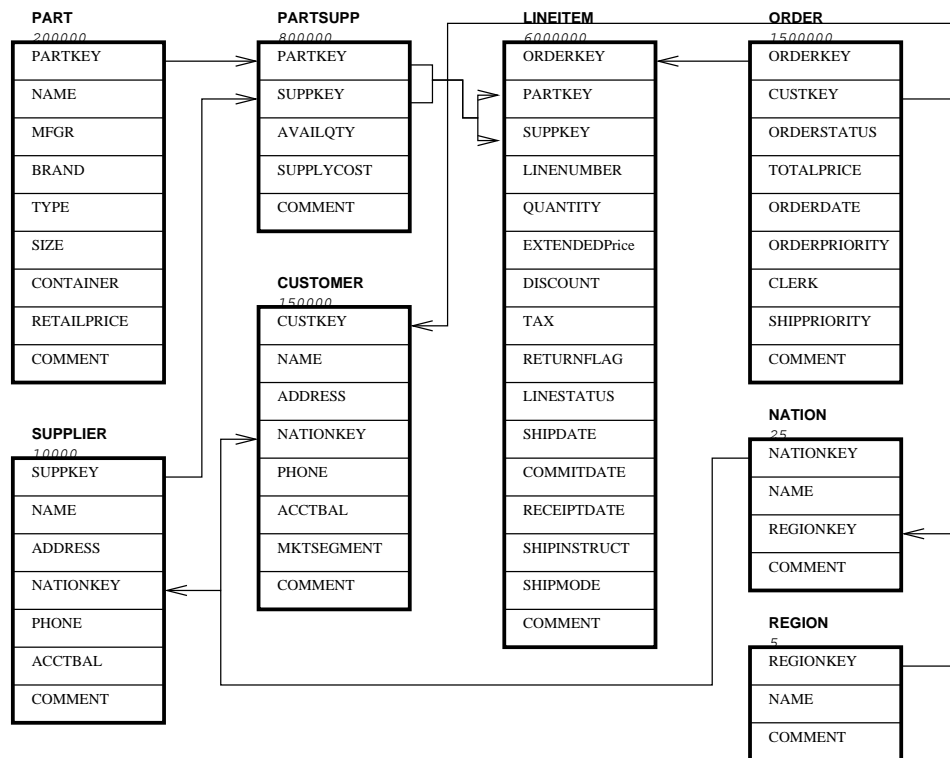 PART
200000
PARTKEY
NAME
MFGR
BRAND
TYPE
SIZE
CONTAINER
RETAILPRICE
COMMENT
SUPPLIER
10000
SUPPKEY
NAME
ADDRESS
NATIONKEY
PHONE
ACCTBAL
COMMENT
PARTSUPP
800000
PARTKEY
SUPPKEY
AVAILQTY
SUPPLYCOST
COMMENT
CUSTOMER
150000
CUSTKEY
NAME
ADDRESS
NATIONKEY
PHONE
ACCTBAL
MKTSEGMENT
COMMENT
LINEITEM
6000000
ORDERKEY
PARTKEY
SUPPKEY
LINENUMBER
QUANTITY
EXTENDEDPrice
DISCOUNT
TAX
RETURNFLAG
LINESTATUS
SHIPDATE
COMMITDATE
RECEIPTDATE
SHIPINSTRUCT
SHIPMODE
COMMENT
ORDER
1500000
ORDERKEY
CUSTKEY
ORDERSTATUS
TOTALPRICE
ORDERDATE
ORDERPRIORITY
CLERK
SHIPPRIORITY
COMMENT
NATION
25
NATIONKEY
NAME
REGIONKEY
COMMENT
REGION
5
REGIONKEY
NAME
COMMENT